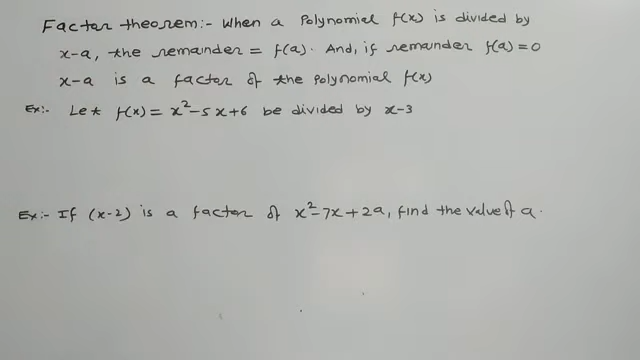 Factor theorem:- When a Polynomial f(x) is divided by
x-a, the remainder = f(a). And, if remainder f(a)=0
x-a is a factor of the Polynomial f(x)
Ex:- Let f(x) = x²-5x+6 be divided by x-3
Ex:- If (x-2) is a factor of x²-7x+2a, find the value of a.